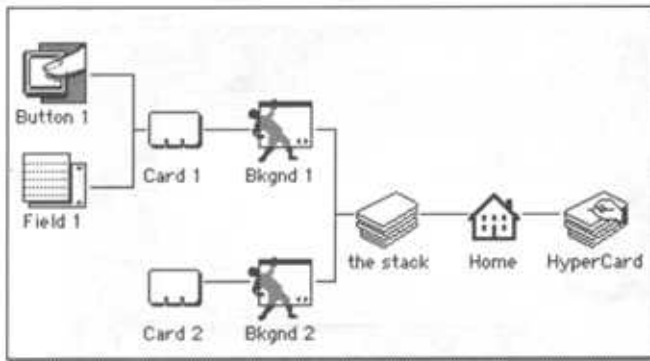 Button 1
Field 1
Card 1
Bkgnd 1
Card 2
Bkgnd 2
the stack
Home
HyperCard